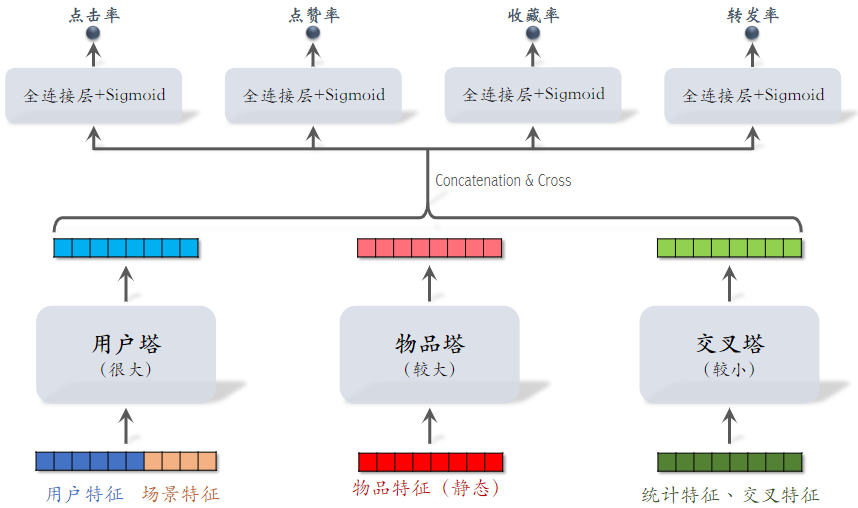 点击率
点赞率
收藏率
转发率
全连接层+Sigmoid
全连接层+Sigmoid
全连接层+Sigmoid
全连接层+Sigmoid
Concatenation & Cross
用户塔
(很大)
物品塔
(较大)
交叉塔
(较小)
用户特征
场景特征
物品特征(静态)
统计特征、交叉特征